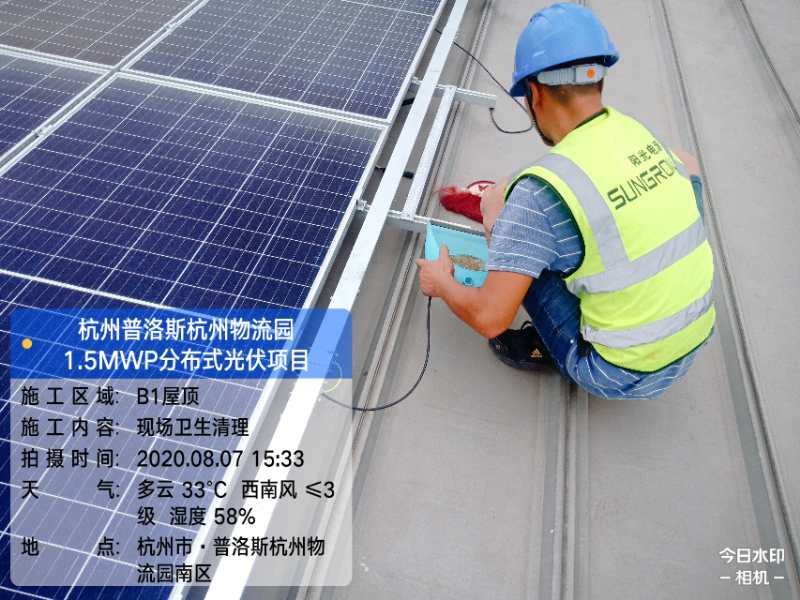 阳光电源
SUNGROW
杭州普洛斯杭州物流园
1.5MWP分布式光伏项目
施工区域: B1屋顶
施工内容: 现场卫生清理
拍摄时间: 2020.08.07 15:33
天气: 多云 33℃ 西南风 ≤3
级 湿度 58%
地点: 杭州市·普洛斯杭州物
流园南区
今日水印
- 相机 -